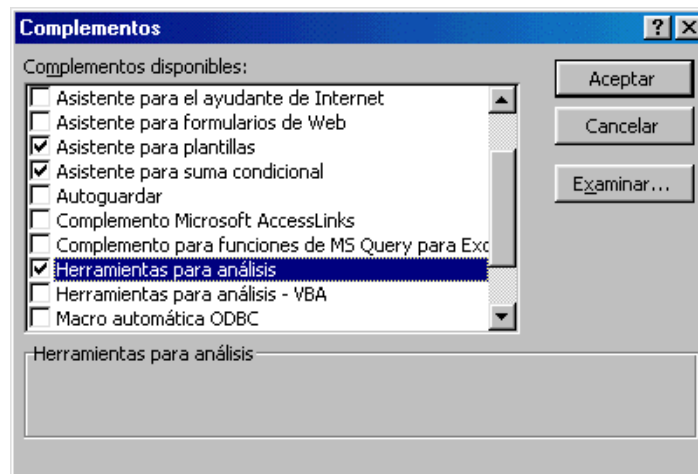 Complementos
Complementos disponibles:
Asistente para el ayudante de Internet
Asistente para formularios de Web
Asistente para plantillas
Asistente para suma condicional
Autoguardar
Complemento Microsoft AccessLinks
Complemento para funciones de MS Query para Exc
Herramientas para análisis
Herramientas para análisis - VBA
Macro automática ODBC
Aceptar
Cancelar
Examinar...
Herramientas para análisis